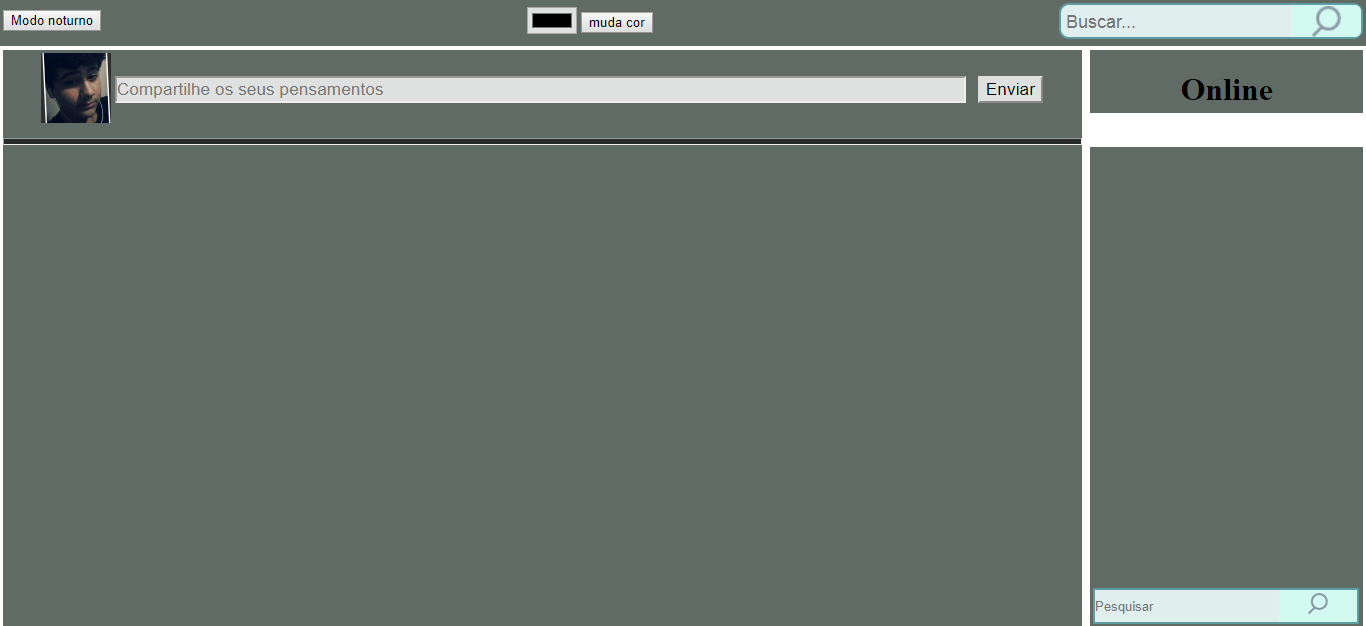 Modo noturno
muda cor
Buscar...
Compartilhe os seus pensamentos
Enviar
Online
Pesquisar